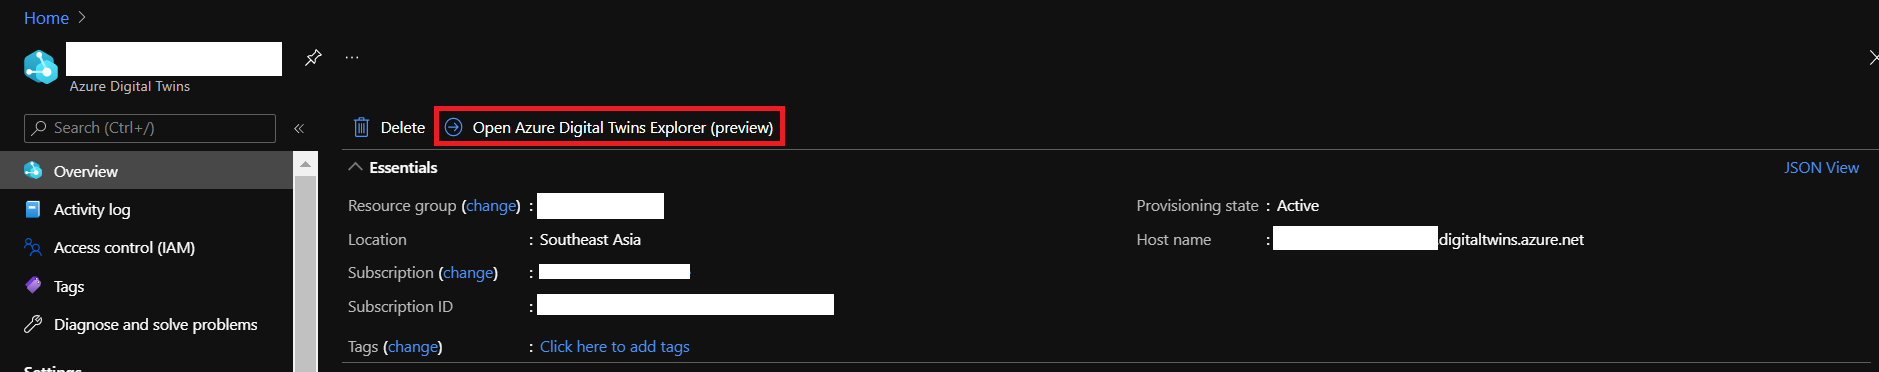 Home >
...
Azure Digital Twins
Search (Ctrl+/)
«
Delete
Open Azure Digital Twins Explorer (preview)
Overview
Essentials
JSON View
Activity log
Resource group (change) :
Provisioning state : Active
Access control (IAM)
Location : Southeast Asia
Host name : .digitaltwins.azure.net
Subscription (change) :
Tags
Subscription ID :
Diagnose and solve problems
Tags (change) : Click here to add tags
Settings